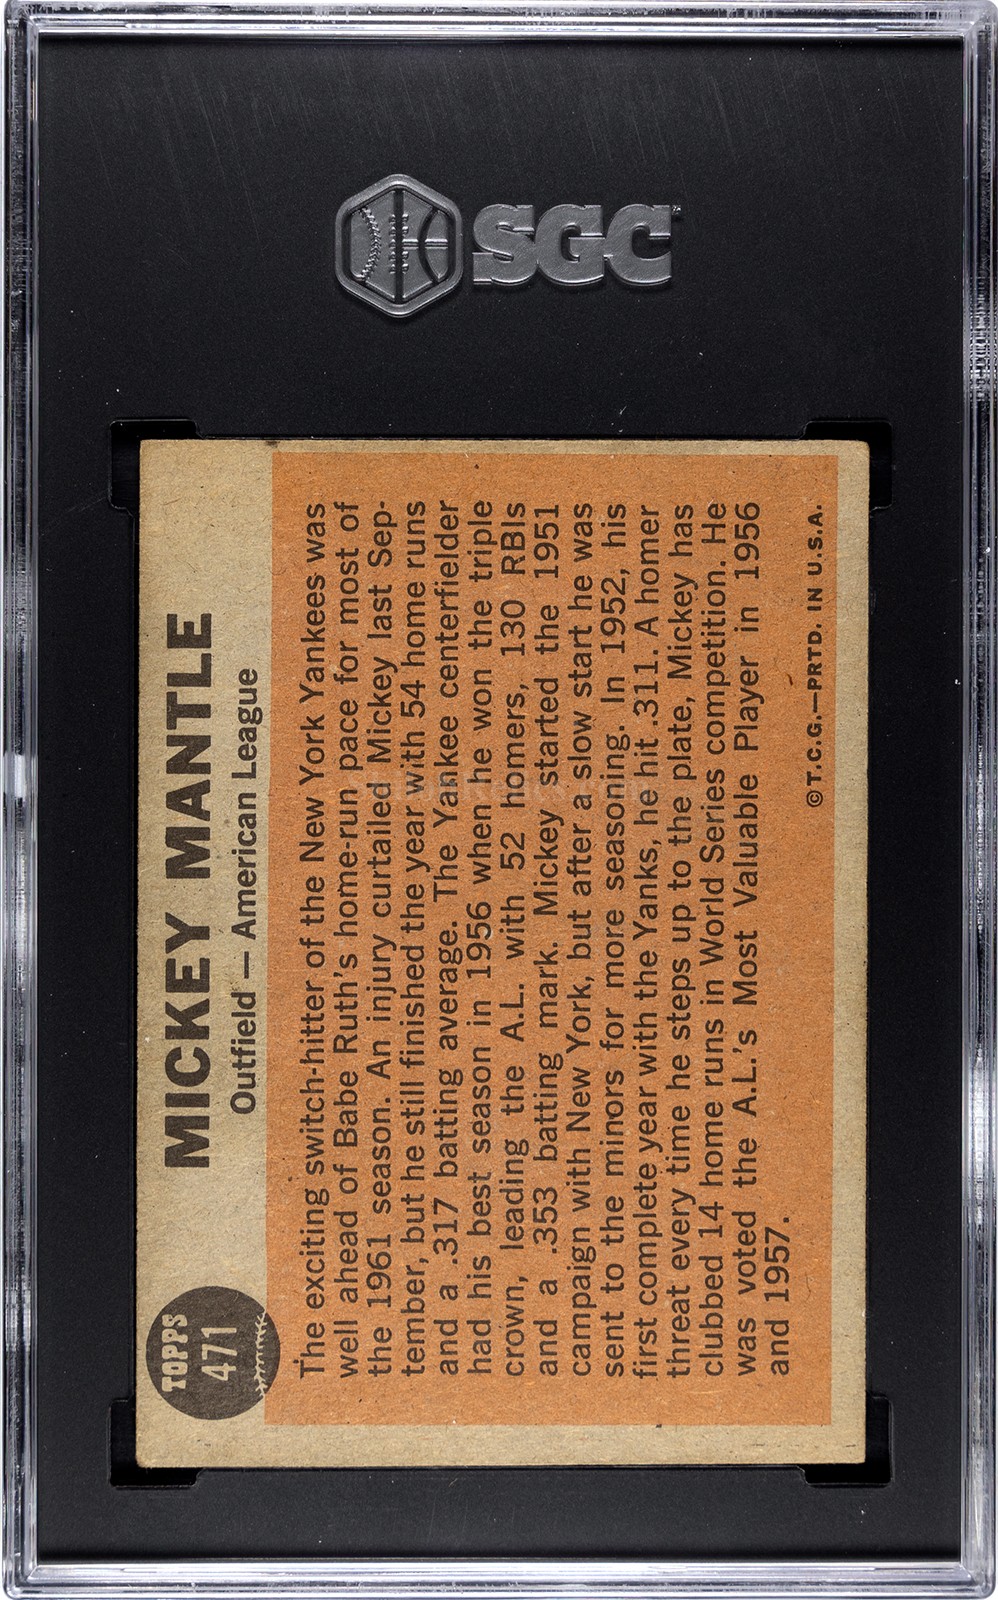 SGC
TOPPS
471
MICKEY MANTLE
Outfield — American League
The exciting switch-hitter of the New York Yankees was
well ahead of Babe Ruth's home-run pace for most of
the 1961 season. An injury curtailed Mickey last Sep-
tember, but he still finished the year with 54 home runs
and a .317 batting average. The Yankee centerfielder
had his best season in 1956 when he won the triple
crown, leading the A.L. with 52 homers, 130 RBIs
and a .353 batting mark. Mickey started the 1951
campaign with New York, but after a slow start he was
sent to the minors for more seasoning. In 1952, his
first complete year with the Yanks, he hit .311. A homer
threat every time he steps up to the plate, Mickey has
clubbed 14 home runs in World Series competition. He
was voted the A.L.'s Most Valuable Player in 1956
and 1957.
©T.C.G.—PRTD. IN U.S.A.